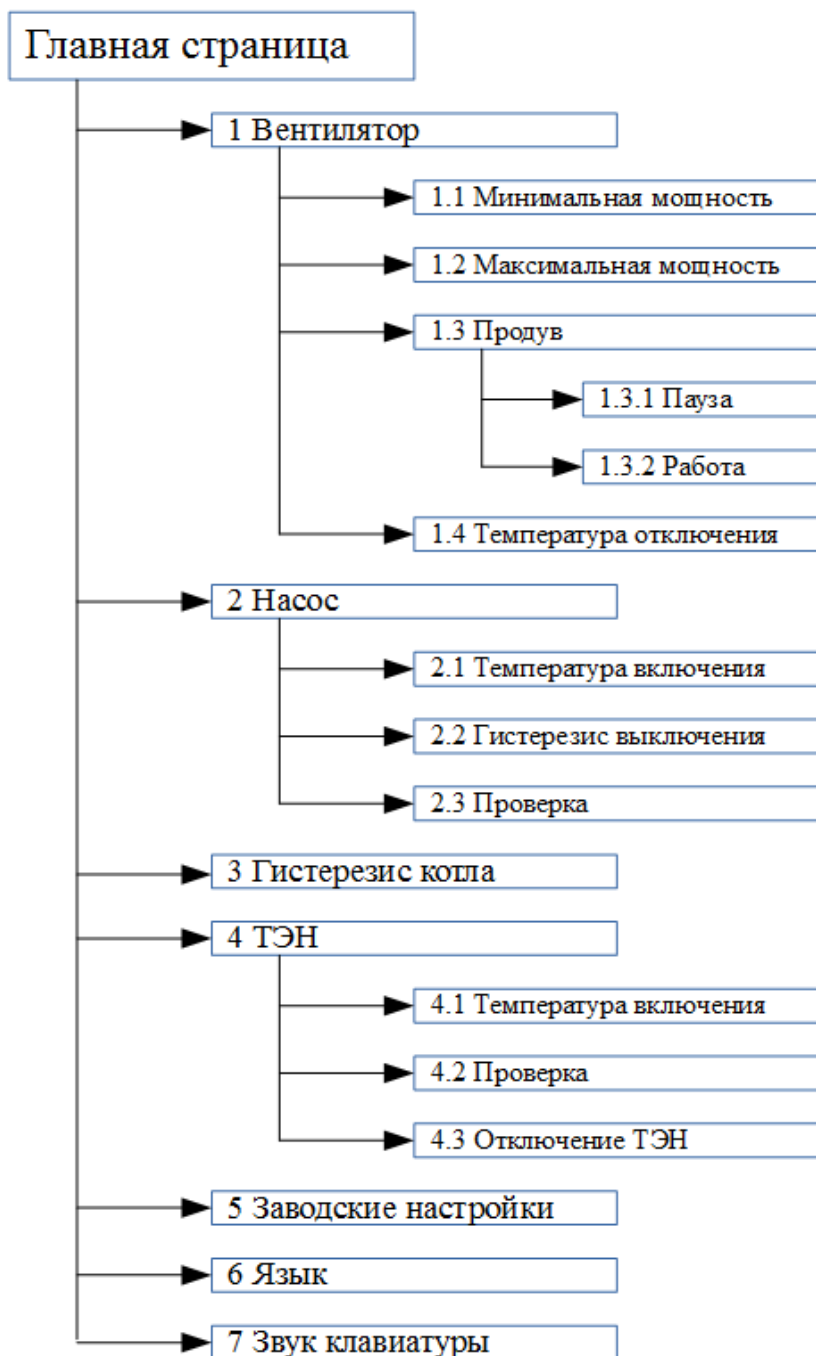 Главная страница
1 Вентилятор
1.1 Минимальная мощность
1.2 Максимальная мощность
1.3 Продув
1.3.1 Пауза
1.3.2 Работа
1.4 Температура отключения
2 Насос
2.1 Температура включения
2.2 Гистерезис выключения
2.3 Проверка
3 Гистерезис котла
4 ТЭН
4.1 Температура включения
4.2 Проверка
4.3 Отключение ТЭН
5 Заводские настройки
6 Язык
7 Звук клавиатуры